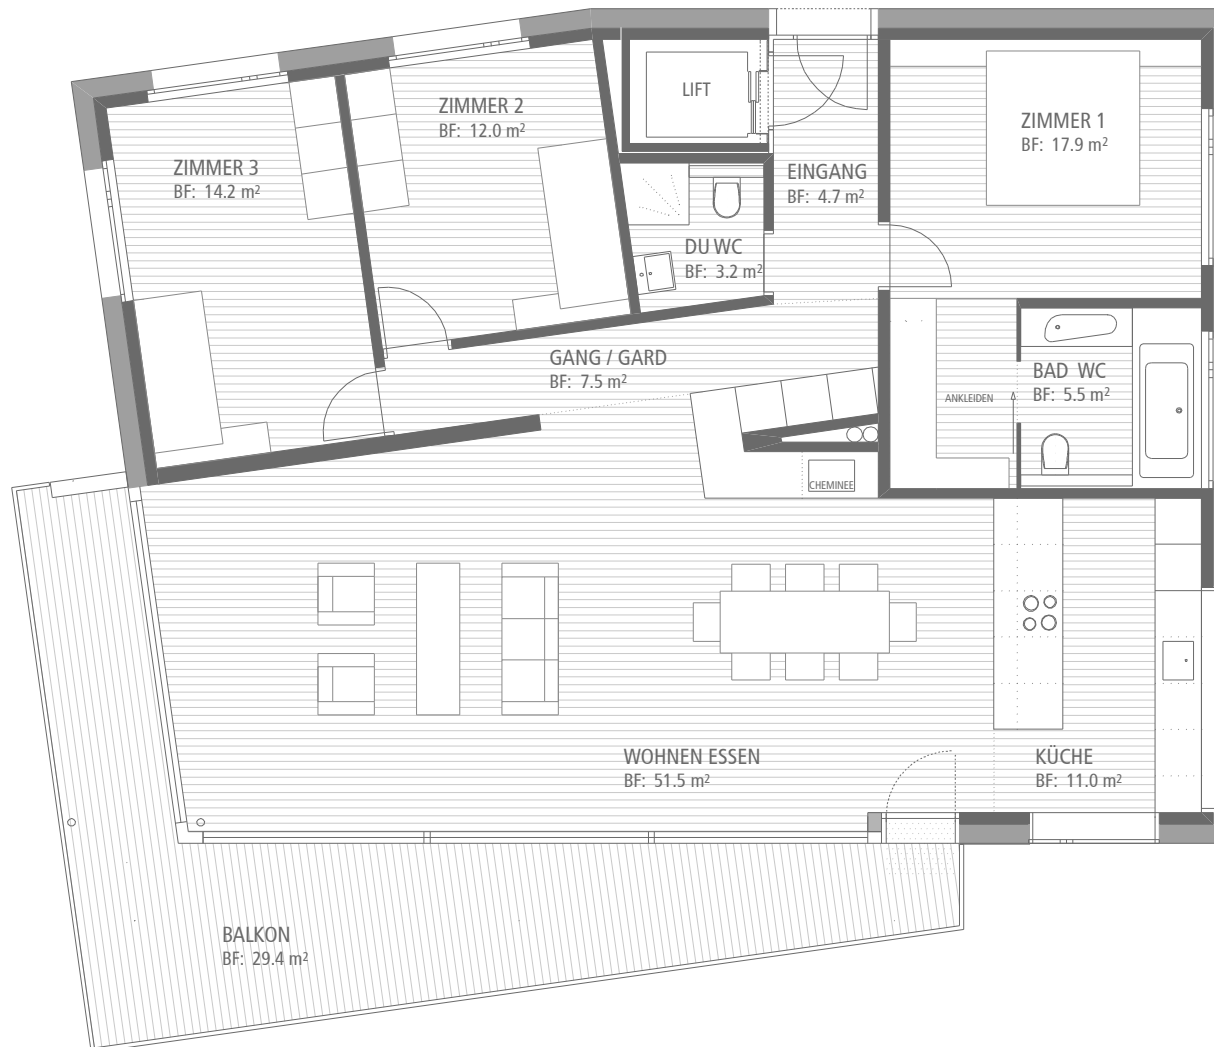 LIFT
ZIMMER 2
BF: 12.0 m²
ZIMMER 1
BF: 17.9 m²
ZIMMER 3
BF: 14.2 m²
EINGANG
BF: 4.7 m²
DU WC
BF: 3.2 m²
GANG / GARD
BF: 7.5 m²
BAD WC
BF: 5.5 m²
ANKLEIDEN
CHEMINEE
WOHNEN ESSEN
BF: 51.5 m²
KÜCHE
BF: 11.0 m²
BALKON
BF: 29.4 m²